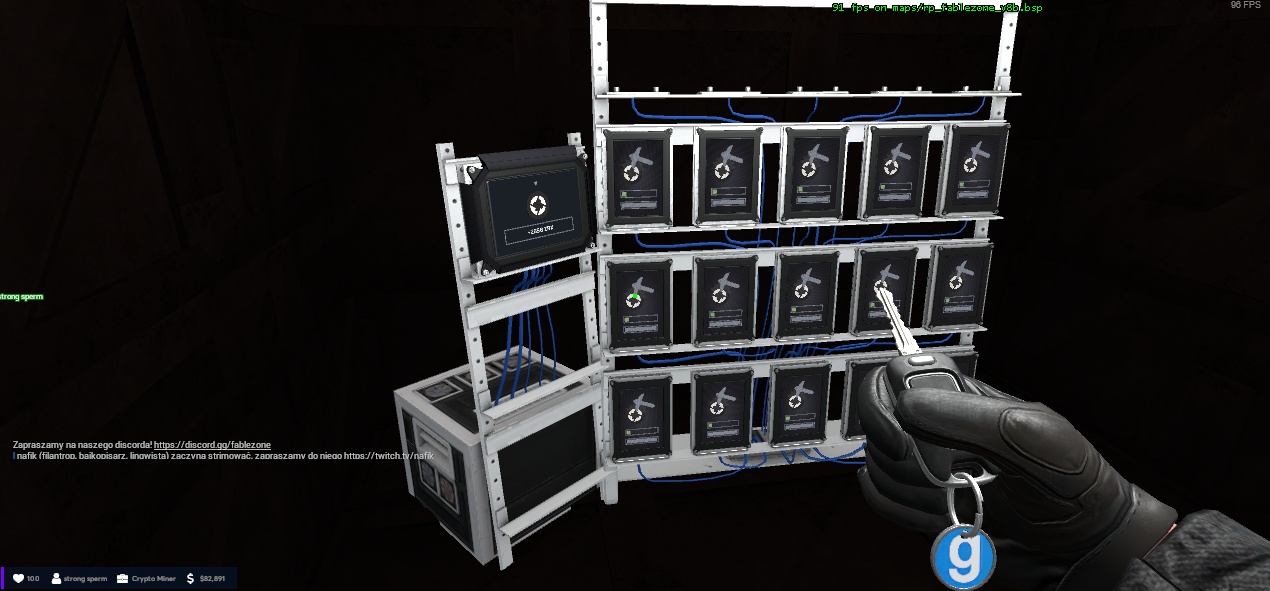 91 fps on maps/rp_fablezone_v8b.bsp
96 FPS
strong sperm
Zapraszamy na naszego discorda! https://discord.gg/fablezone
nafik (filantrop, bajkopisarz, lingwista) zaczyna strimować, zapraszamy do niego https://twitch.tv/nafik
g
100
strong sperm
Crypto Miner
$82,891